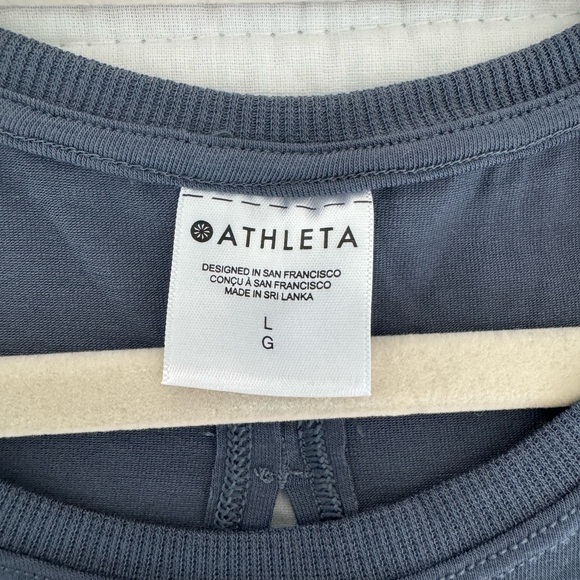 ATHLETA
DESIGNED IN SAN FRANCISCO
CONÇU À SAN FRANCISCO
MADE IN SRI LANKA
L
G